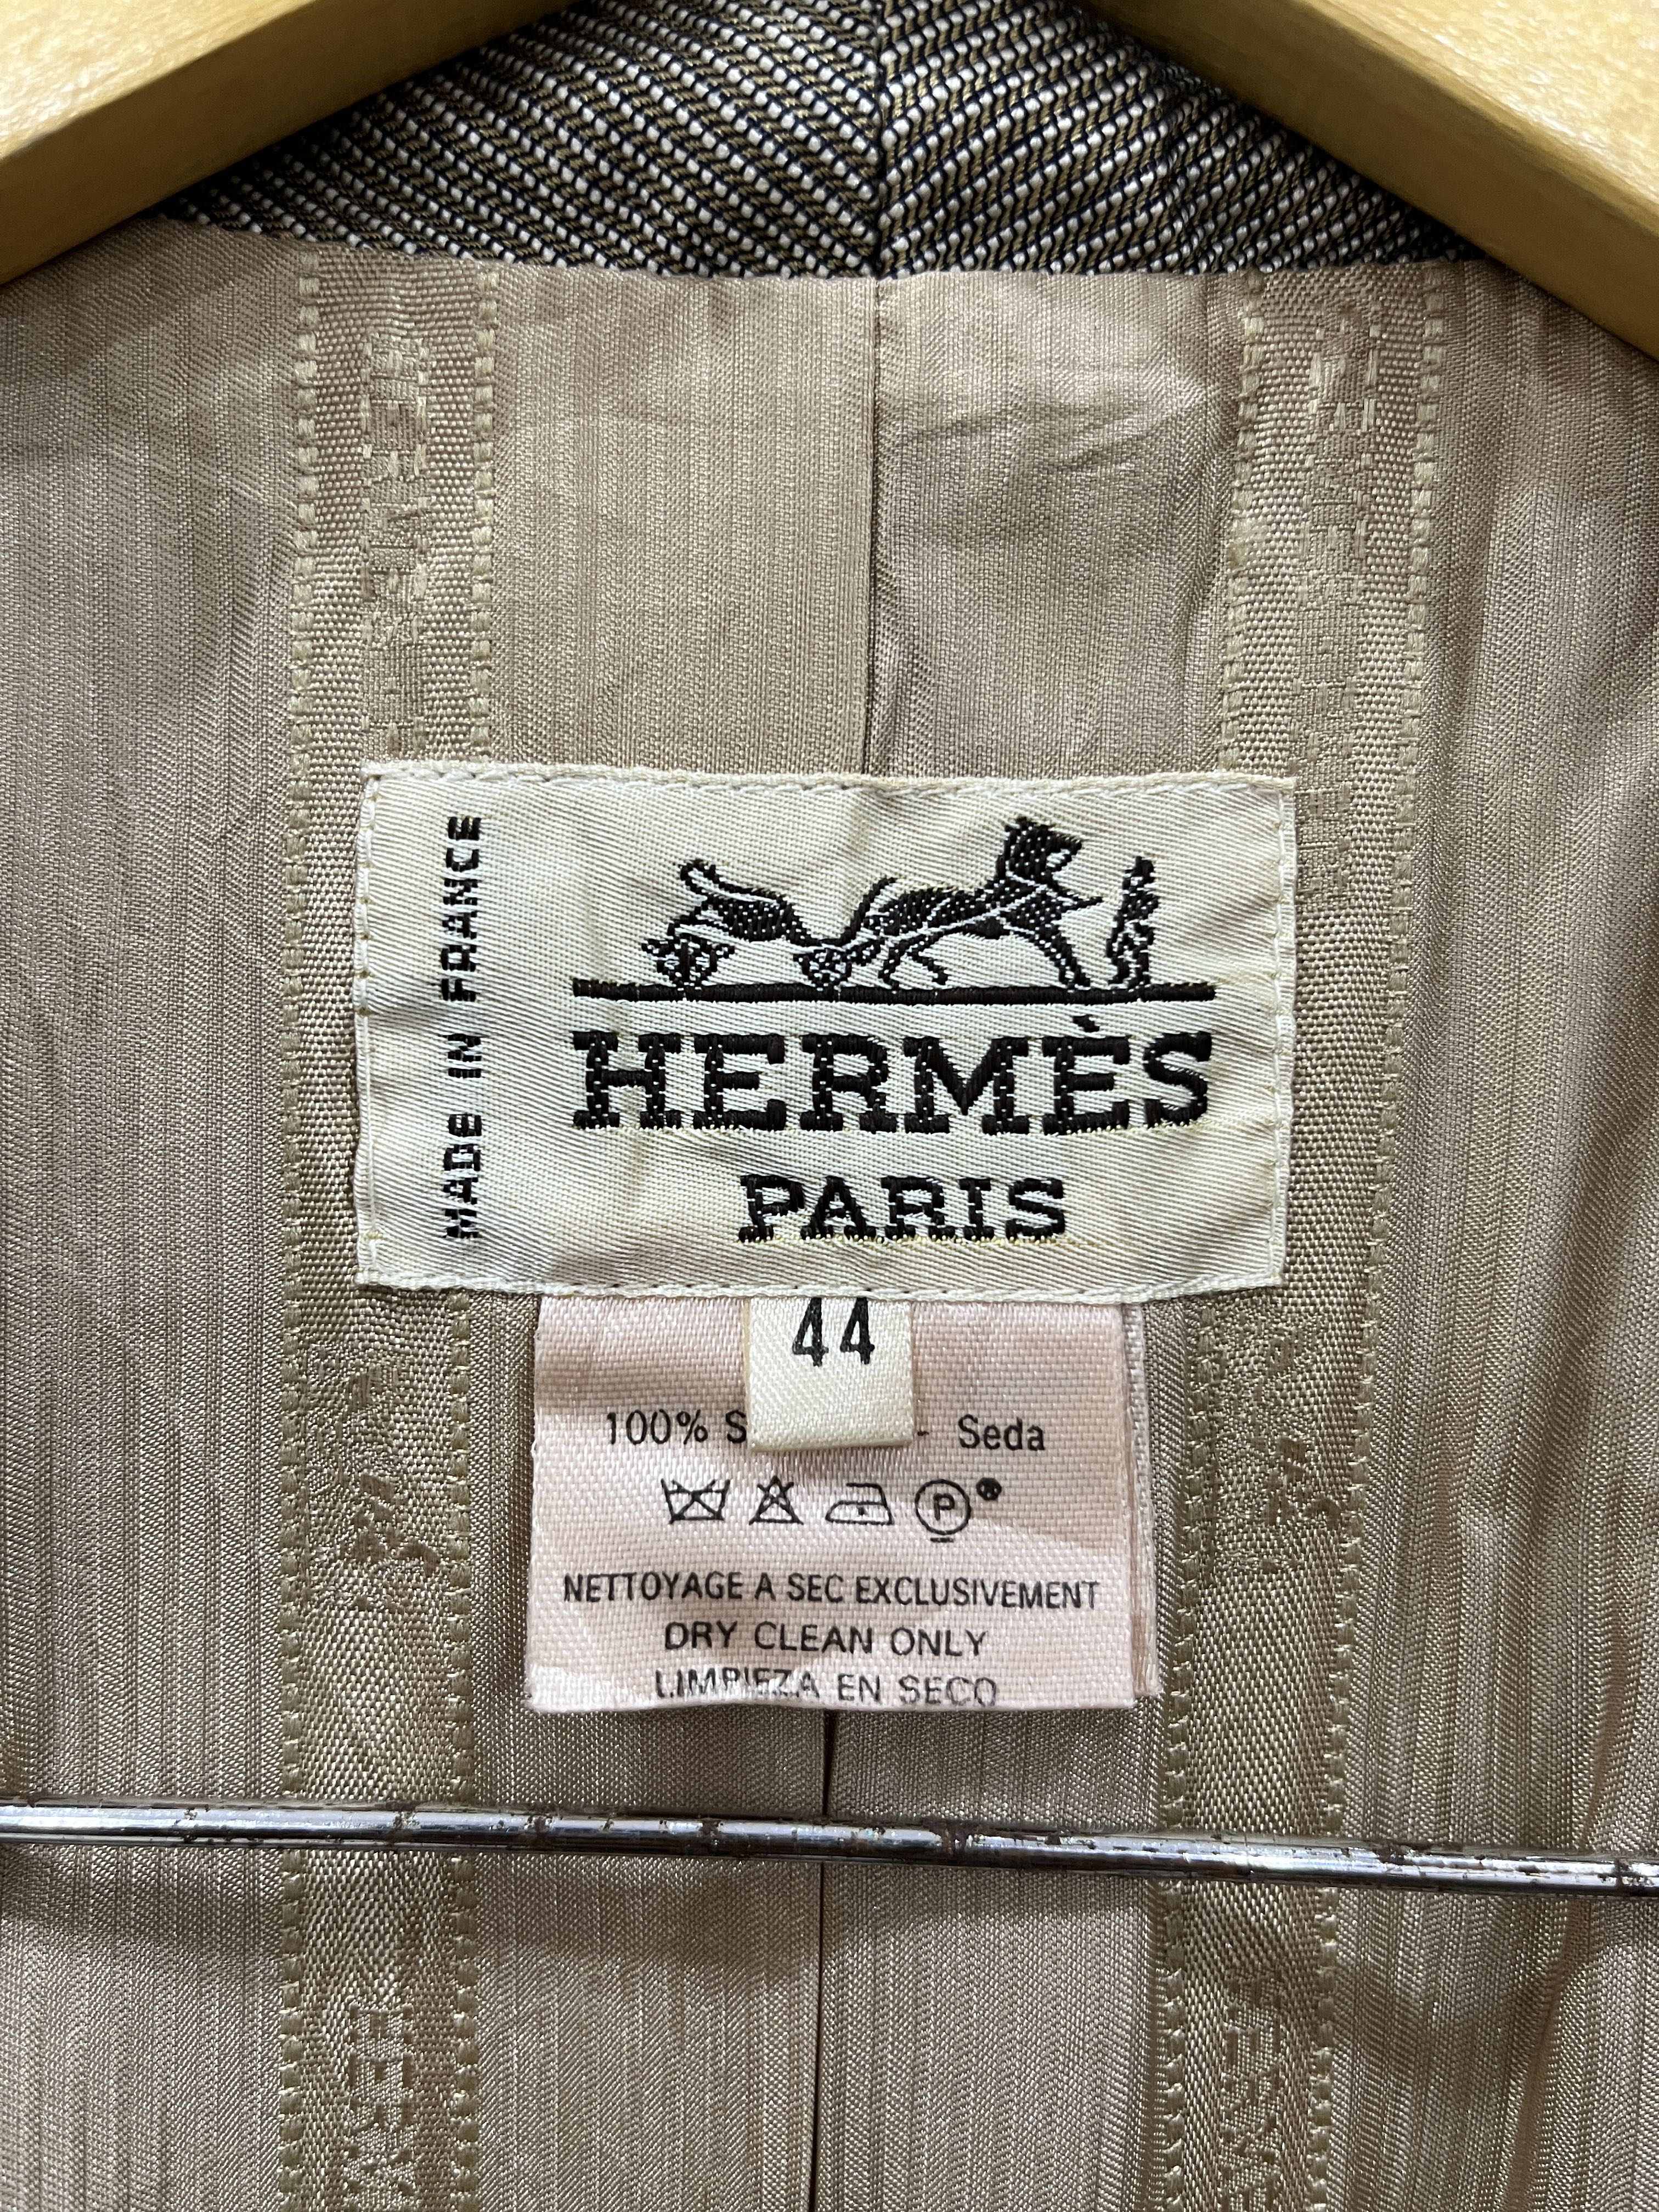 MADE IN FRANCE
HERMÈS
PARIS
44
100% S - Seda
P
NETTOYAGE A SEC EXCLUSIVEMENT
DRY CLEAN ONLY
LIMPIEZA EN SECO